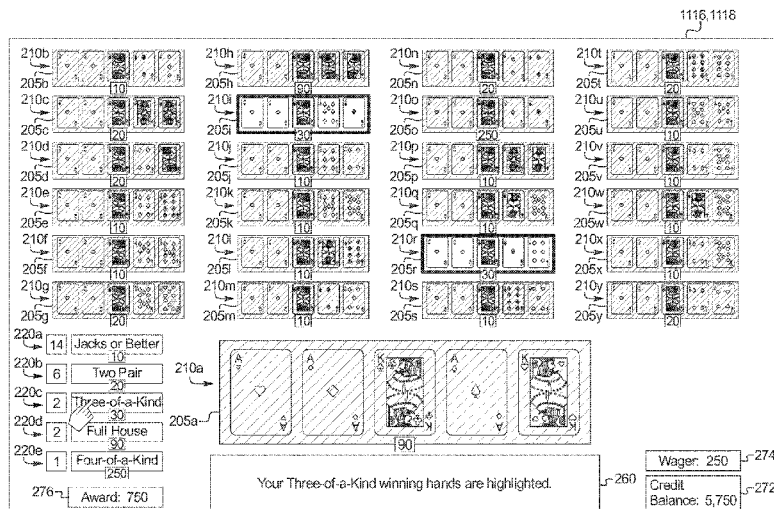 1116,1118
210b 210h 210n 210t
205b 205h 205n 205t
10 90 20 20
210c 210i 210o 210u
205c 205i 205o 205u
20 30 250 10
210d 210j 210p 210v
205d 205j 205p 205v
20 10 10 10
210e 210k 210q 210w
205e 205k 205q 205w
10 10 10 10
210f 210l 210r 210x
205f 205l 205r 205x
10 10 30 10
210g 210m 210s 210y
205g 205m 205s 205y
20 10 10 20
220a 14 Jacks or Better
10
220b 6 Two Pair
20
220c 2 Three-of-a-Kind
30
220d 2 Full House
90
220e 1 Four-of-a-Kind
250
276 Award: 750
210a
205a
A A K A K
A A K A K
90
Your Three-of-a-Kind winning hands are highlighted.
260
Wager: 250 274
Credit
Balance: 5,750
272